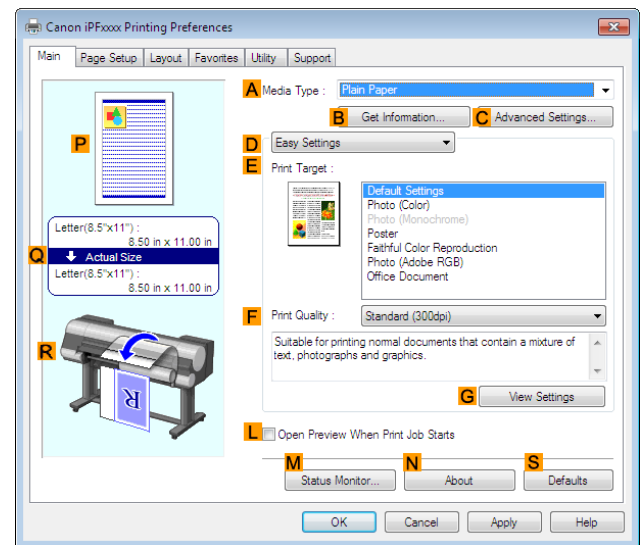 Canon iPFxxxx Printing Preferences
Main Page Setup Layout Favorites Utility Support
A Media Type : Plain Paper
B Get Infomation... C Advanced Settings...
D Easy Settings
E Print Target :
Default Settings
Photo (Color)
Photo (Monochrome)
Poster
Faithful Color Reproduction
Photo (Adobe RGB)
Office Document
P
Q
Letter(8.5"x11") :
8.50 in x 11.00 in
Actual Size
Letter(8.5"x11") :
8.50 in x 11.00 in
R
R
F Print Quality : Standard (300dpi)
Suitable for printing normal documents that contain a mixture of
text, photographs and graphics.
G View Settings
L Open Preview When Print Job Starts
M Status Monitor... N About S Defaults
OK Cancel Apply Help